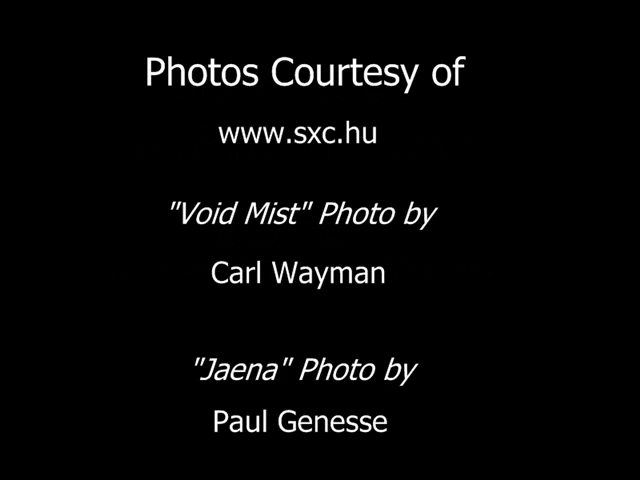 Photos Courtesy of
www.sxc.hu
"Void Mist" Photo by
Carl Wayman
"Jaena" Photo by
Paul Genesse